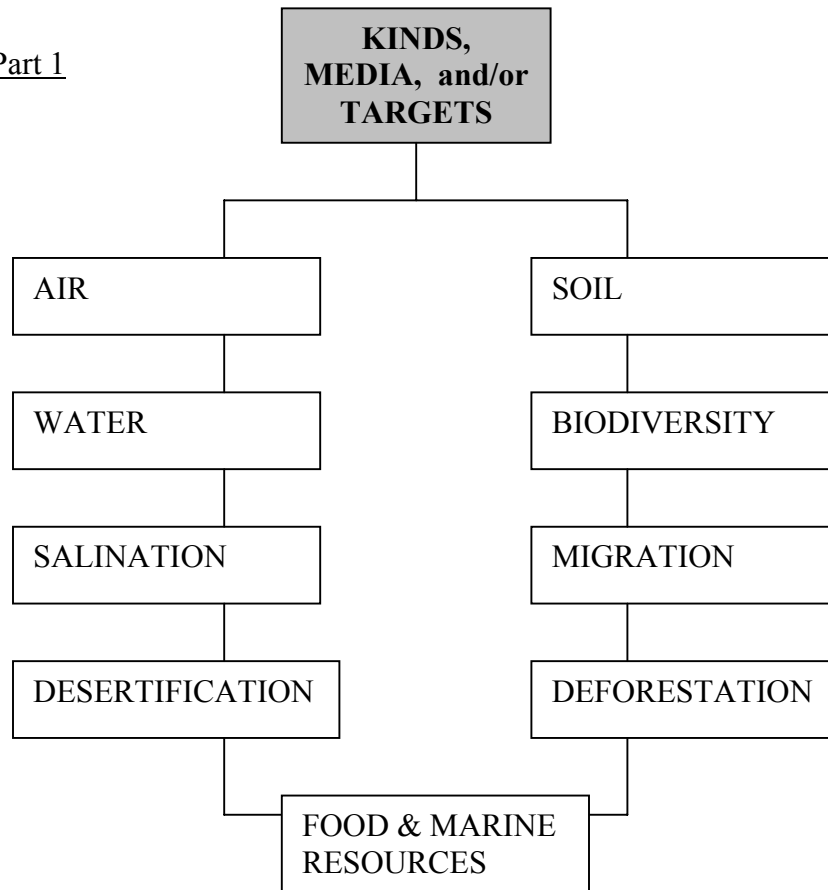 Part 1
KINDS,
MEDIA, and/or
TARGETS
AIR
SOIL
WATER
BIODIVERSITY
SALINATION
MIGRATION
DESERTIFICATION
DEFORESTATION
FOOD & MARINE
RESOURCES